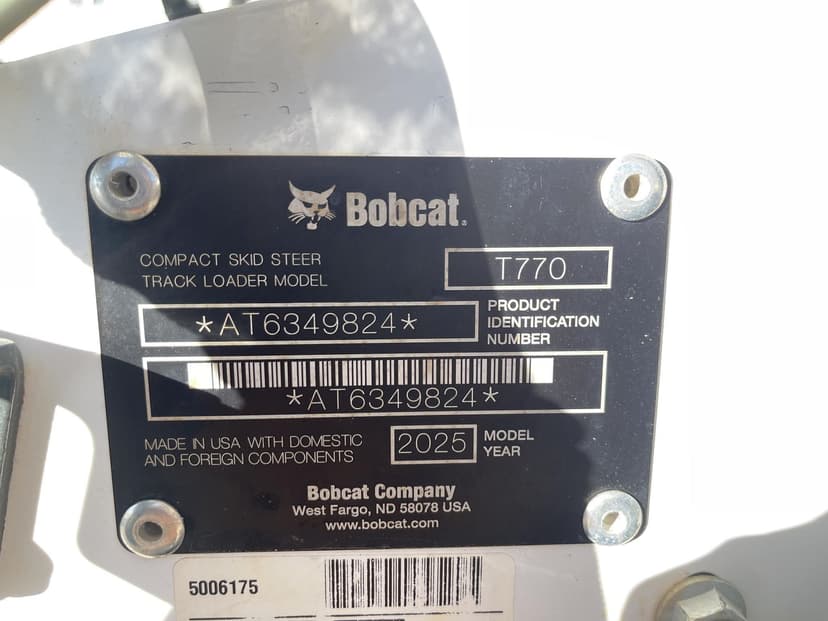 Bobcat®
COMPACT SKID STEER
TRACK LOADER MODEL
T770
*AT6349824*
PRODUCT
IDENTIFICATION
NUMBER
*AT6349824*
MADE IN USA WITH DOMESTIC
AND FOREIGN COMPONENTS
2025
MODEL
YEAR
Bobcat Company
West Fargo, ND 58078 USA
www.bobcat.com
5006175